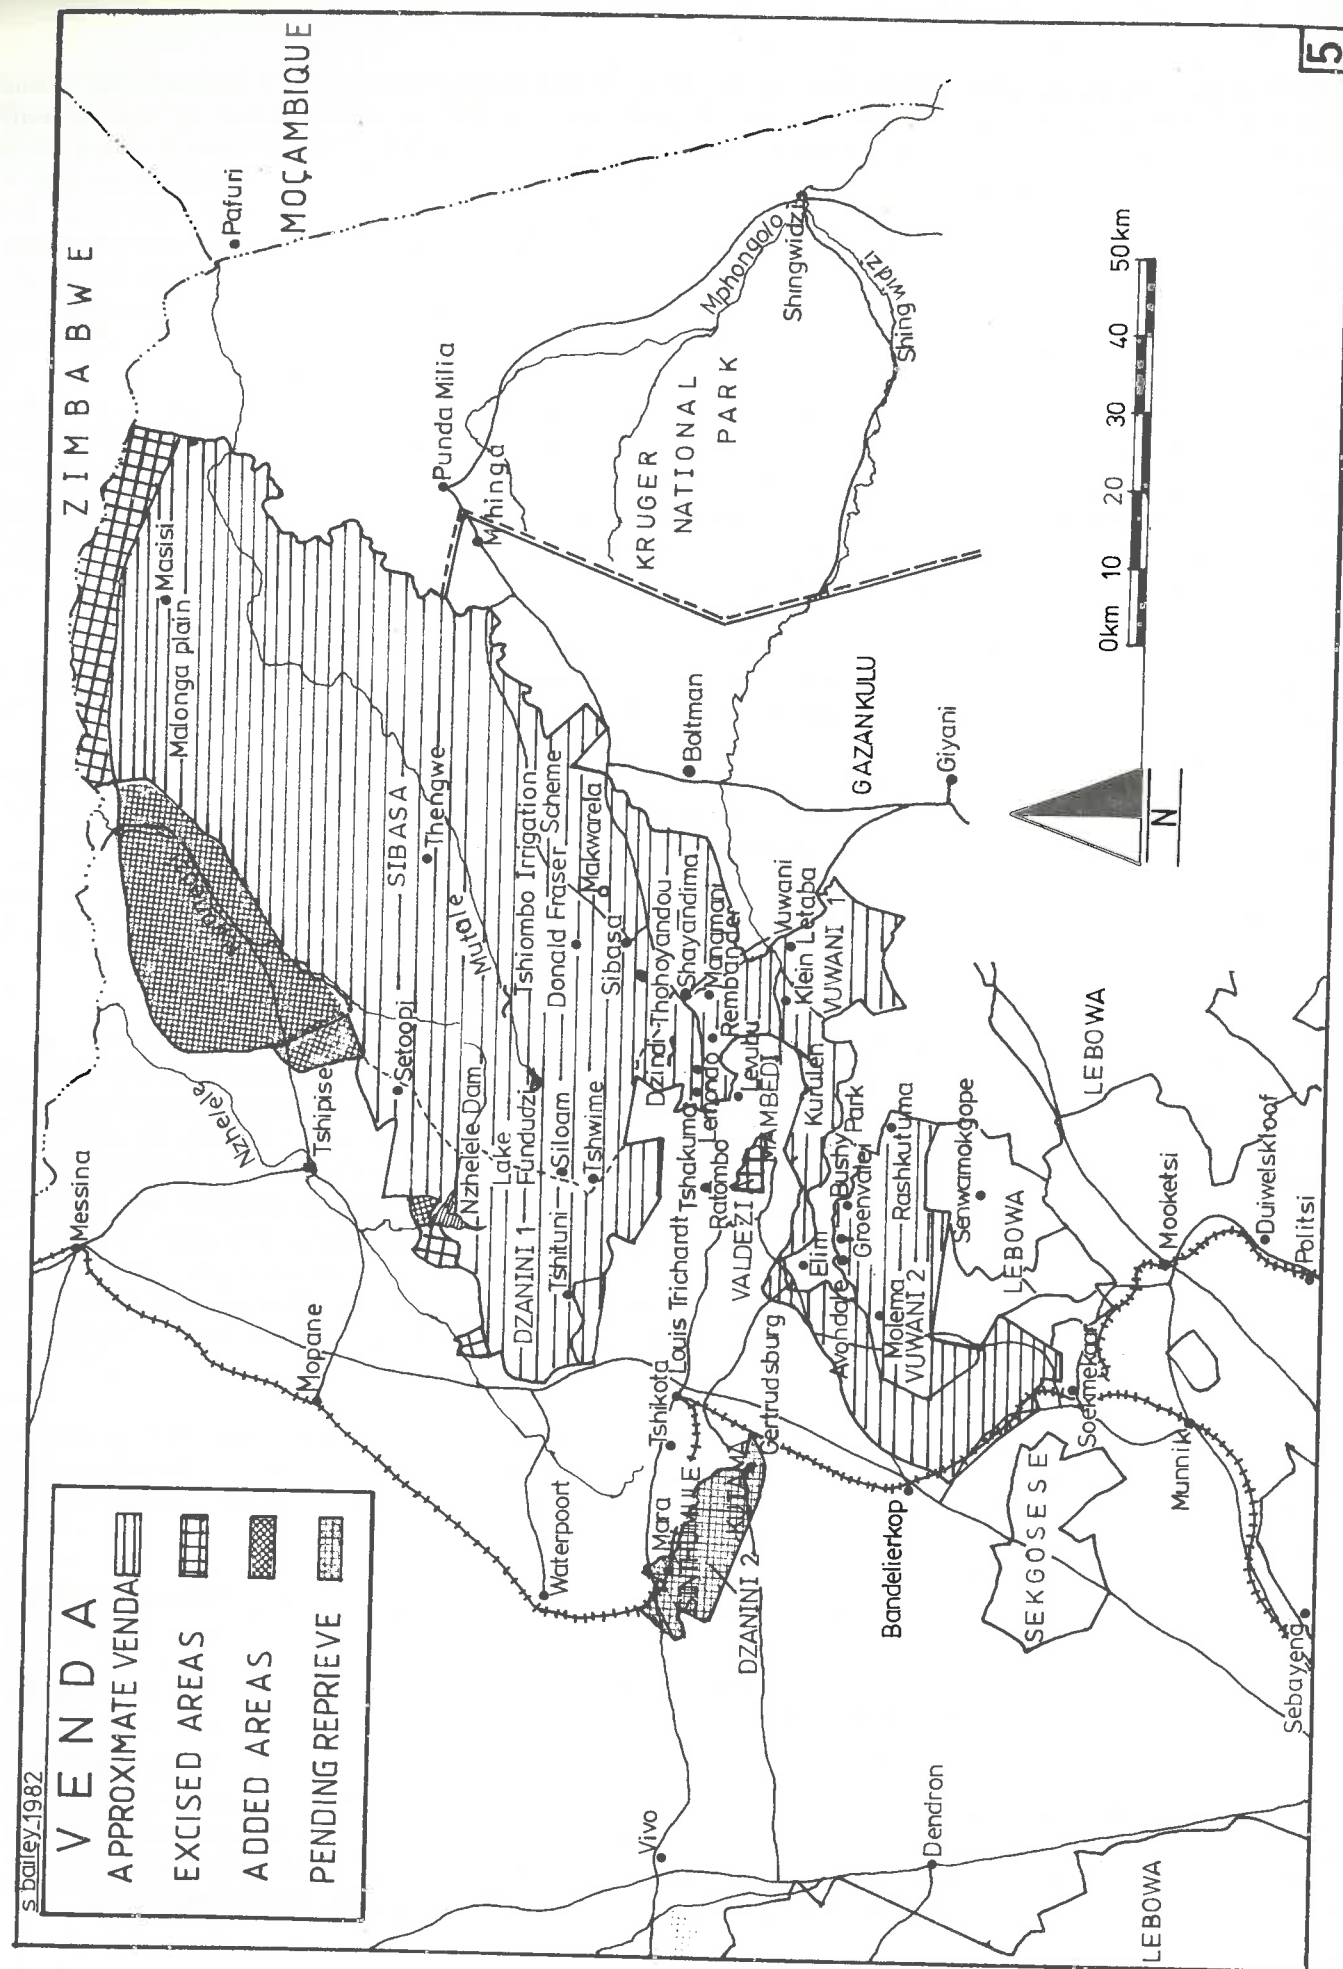 s bailey_1982
VENDA
APPROXIMATE VENDA
EXCISED AREAS
ADDED AREAS
PENDING REPRIEVE
5
ZIMBABWE
MOÇAMBIQUE
Pafuri
Messina
Masisi
Malonga plain
Nzhelele
Tshipise
Mopane
Punda Milia
Mhinga
SIBASA
Thengwe
Mutale
Setoopi
Nzhelele Dam
Lake
Fundudzi
DZANINI 1
Tshiombo Irrigation
Scheme
Donald Fraser
Makwarela
Siloam
Tshituni
Tshwime
Sibasa
Waterpoort
Mphongolo
Shingwidzi
Shingwidzi
KRUGER
NATIONAL
PARK
Dzindi
Thohoyandou
Shayandima
Manamani
Rembander
Boltman
Vivo
Mara
Tshikota
Louis Trichardt
Tshakuma
Lemondo
Ratombo
Levubu
SINTHUMULE
KUTAMA
DZANINI 2
Gertrudsburg
VALDEZI
MAMBEDI
Vuwani
Klein Letaba
VUWANI 1
Kurulen
Elim
Bushy Park
Groenvdlei
Avondale
Rashkutuma
Molema
VUWANI 2
GAZANKULU
Giyani
Bandelierkop
Dendron
Senwamokgope
LEBOWA
Soekmekaar
SEKGOSESE
LEBOWA
Mooketsi
Munnik
Duiwelskloof
Politsi
Sebayeng
LEBOWA
N
0km 10 20 30 40 50km